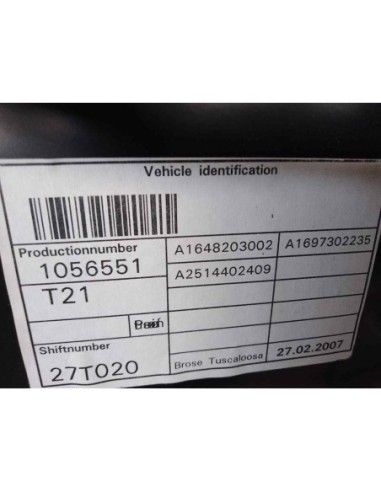 Vehicle identification
Productionnumber
1056551
A1648203002 A1697302235
T21
A2514402409
Shiftnumber
27T020
Brose Tuscaloosa
27.02.2007